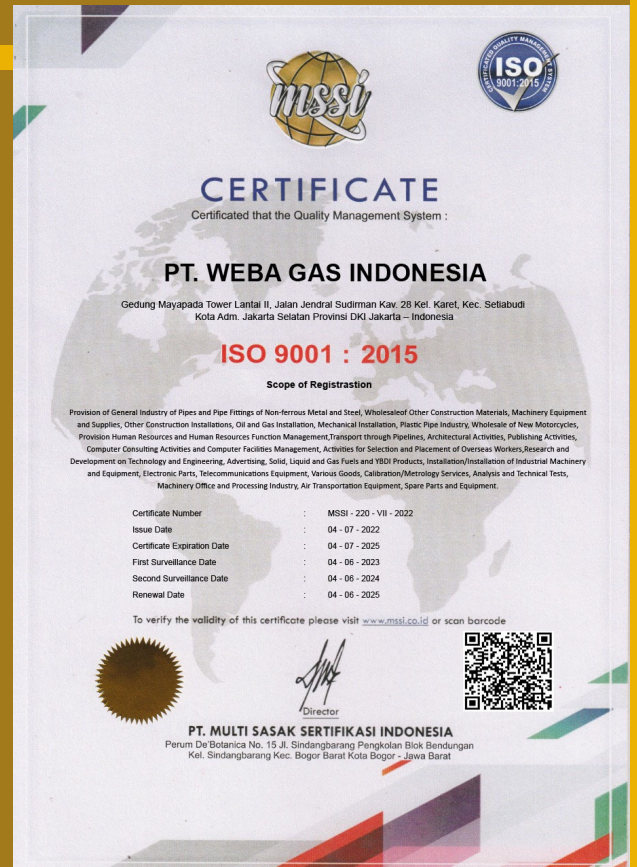 mssi
CERTIFICATED QUALITY MANAGEMENT SYSTEM
ISO
9001:2015
CERTIFICATE
Certificated that the Quality Management System :
PT. WEBA GAS INDONESIA
Gedung Mayapada Tower Lantai II, Jalan Jendral Sudirman Kav. 28 Kel. Karet, Kec. Setiabudi
Kota Adm. Jakarta Selatan Provinsi DKI Jakarta – Indonesia
ISO 9001 : 2015
Scope of Registrastion
Provision of General Industry of Pipes and Pipe Fittings of Non-ferrous Metal and Steel, Wholesaleof Other Construction Materials, Machinery Equipment
and Supplies, Other Construction Installations, Oil and Gas Installation, Mechanical Installation, Plastic Pipe Industry, Wholesale of New Motorcycles,
Provision Human Resources and Human Resources Function Management,Transport through Pipelines, Architectural Activities, Publishing Activities,
Computer Consulting Activities and Computer Facilities Management, Activities for Selection and Placement of Overseas Workers,Research and
Development on Technology and Engineering, Advertising, Solid, Liquid and Gas Fuels and YBDI Products, Installation/Installation of Industrial Machinery
and Equipment, Electronic Parts, Telecommunications Equipment, Various Goods, Calibration/Metrology Services, Analysis and Technical Tests,
Machinery Office and Processing Industry, Air Transportation Equipment, Spare Parts and Equipment.
Certificate Number : MSSI - 220 - VII - 2022
Issue Date : 04 - 07 - 2022
Certificate Expiration Date : 04 - 07 - 2025
First Surveillance Date : 04 - 06 - 2023
Second Surveillance Date : 04 - 06 - 2024
Renewal Date : 04 - 06 - 2025
To verify the validity of this certificate please visit www.mssi.co.id or scan barcode
Director
PT. MULTI SASAK SERTIFIKASI INDONESIA
Perum De'Botanica No. 15 Jl. Sindangbarang Pengkolan Blok Bendungan
Kel. Sindangbarang Kec. Bogor Barat Kota Bogor - Jawa Barat